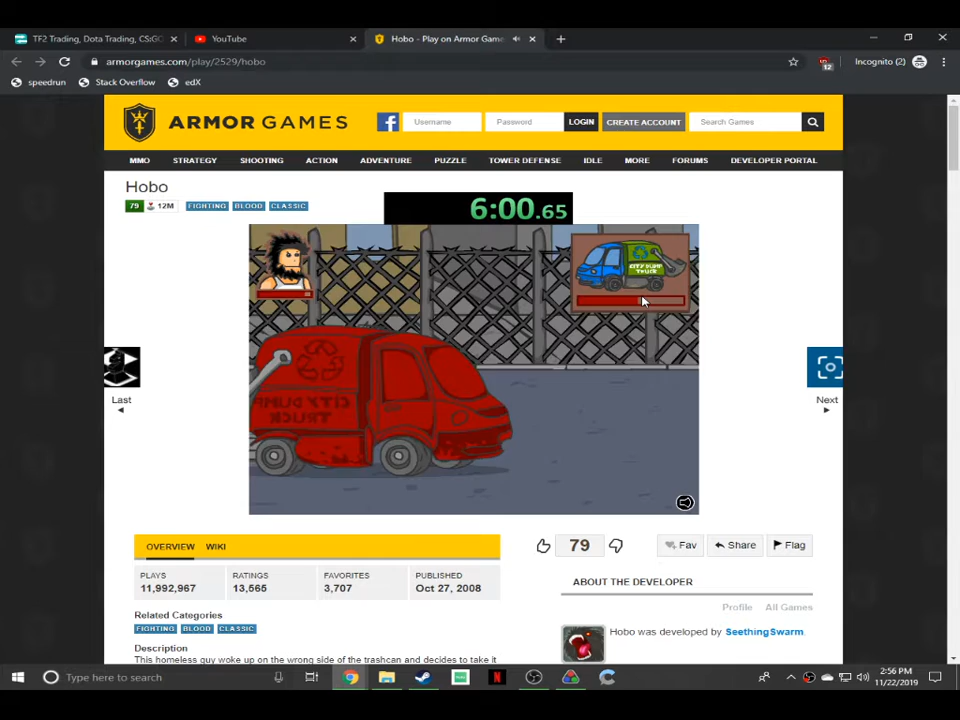 TF2 Trading, Dota Trading, CS:GO
YouTube
Hobo - Play on Armor Game
armorgames.com/play/2529/hobo
12
Incognito (2)
speedrun
Stack Overflow
edX
ARMOR GAMES
Username
Password
LOGIN
CREATE ACCOUNT
Search Games
MMO
STRATEGY
SHOOTING
ACTION
ADVENTURE
PUZZLE
TOWER DEFENSE
IDLE
MORE
FORUMS
DEVELOPER PORTAL
Hobo
79
12M
FIGHTING
BLOOD
CLASSIC
6:00.65
CITY DUMP
TRUCK
CITY DUMP
TRUCK
Last
Next
OVERVIEW
WIKI
79
Fav
Share
Flag
PLAYS
RATINGS
FAVORITES
PUBLISHED
11,992,967
13,565
3,707
Oct 27, 2008
ABOUT THE DEVELOPER
Profile
All Games
Related Categories
FIGHTING
BLOOD
CLASSIC
Hobo was developed by SeethingSwarm
Description
This homeless guy woke up on the wrong side of the trashcan and decides to take it
Type here to search
2:56 PM
11/22/2019